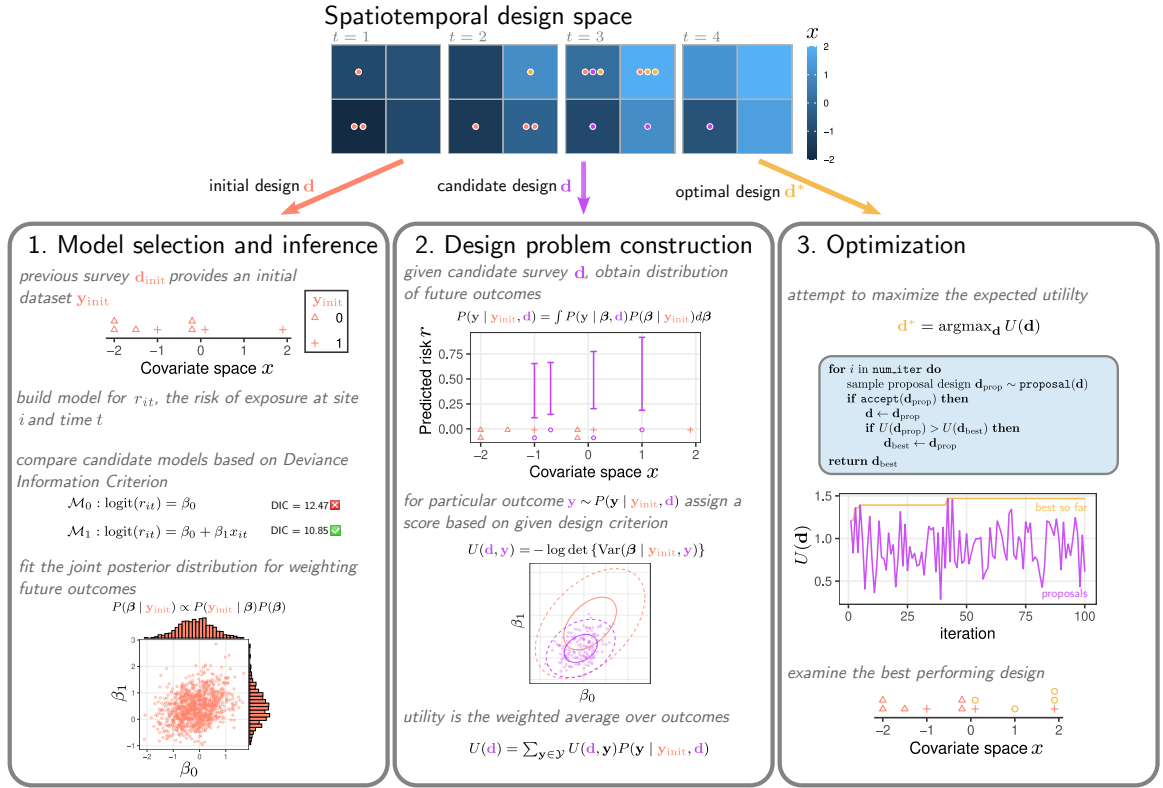 Spatiotemporal design space
t = 1
t = 2
t = 3
t = 4
x
2
1
0
−1
−2
initial design d
candidate design d
optimal design d*
1. Model selection and inference
previous survey d_init provides an initial
dataset y_init
y_init
0
1
−2 −1 0 1 2
Covariate space x
build model for r_it, the risk of exposure at site
i and time t
compare candidate models based on Deviance
Information Criterion
M_0 : logit(r_it) = β_0 DIC = 12.47 ❎
M_1 : logit(r_it) = β_0 + β_1 x_it DIC = 10.85 ✅
fit the joint posterior distribution for weighting
future outcomes
P(β | y_init) ∝ P(y_init | β)P(β)
3
2
1
0
−1
β_1
−2 −1 0 1
β_0
2. Design problem construction
given candidate survey d, obtain distribution
of future outcomes
P(y | y_init, d) = ∫ P(y | β, d)P(β | y_init)dβ
Predicted risk r
0.75
0.50
0.25
0.00
−2 −1 0 1 2
Covariate space x
for particular outcome y ∼ P(y | y_init, d) assign a
score based on given design criterion
U(d, y) = − log det {Var(β | y_init, y)}
β_1
β_0
utility is the weighted average over outcomes
U(d) = ∑_{y∈𝒴} U(d, y)P(y | y_init, d)
3. Optimization
attempt to maximize the expected utililty
d* = argmax_d U(d)
for i in num_iter do
sample proposal design d_prop ∼ proposal(d)
if accept(d_prop) then
d ← d_prop
if U(d_prop) > U(d_best) then
d_best ← d_prop
return d_best
U(d)
1.5
1.0
0.5
best so far
proposals
0 25 50 75 100
iteration
examine the best performing design
−2 −1 0 1 2
Covariate space x